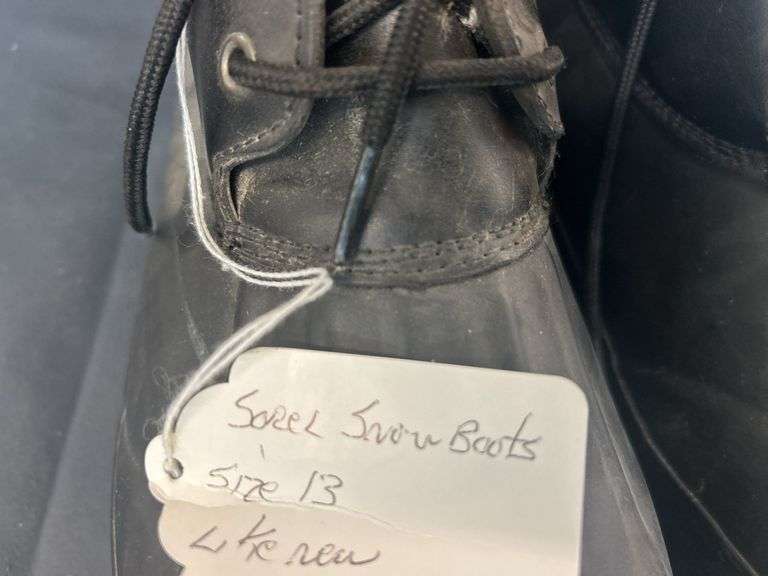 Sorel Snow Boots
Size 13
Like new